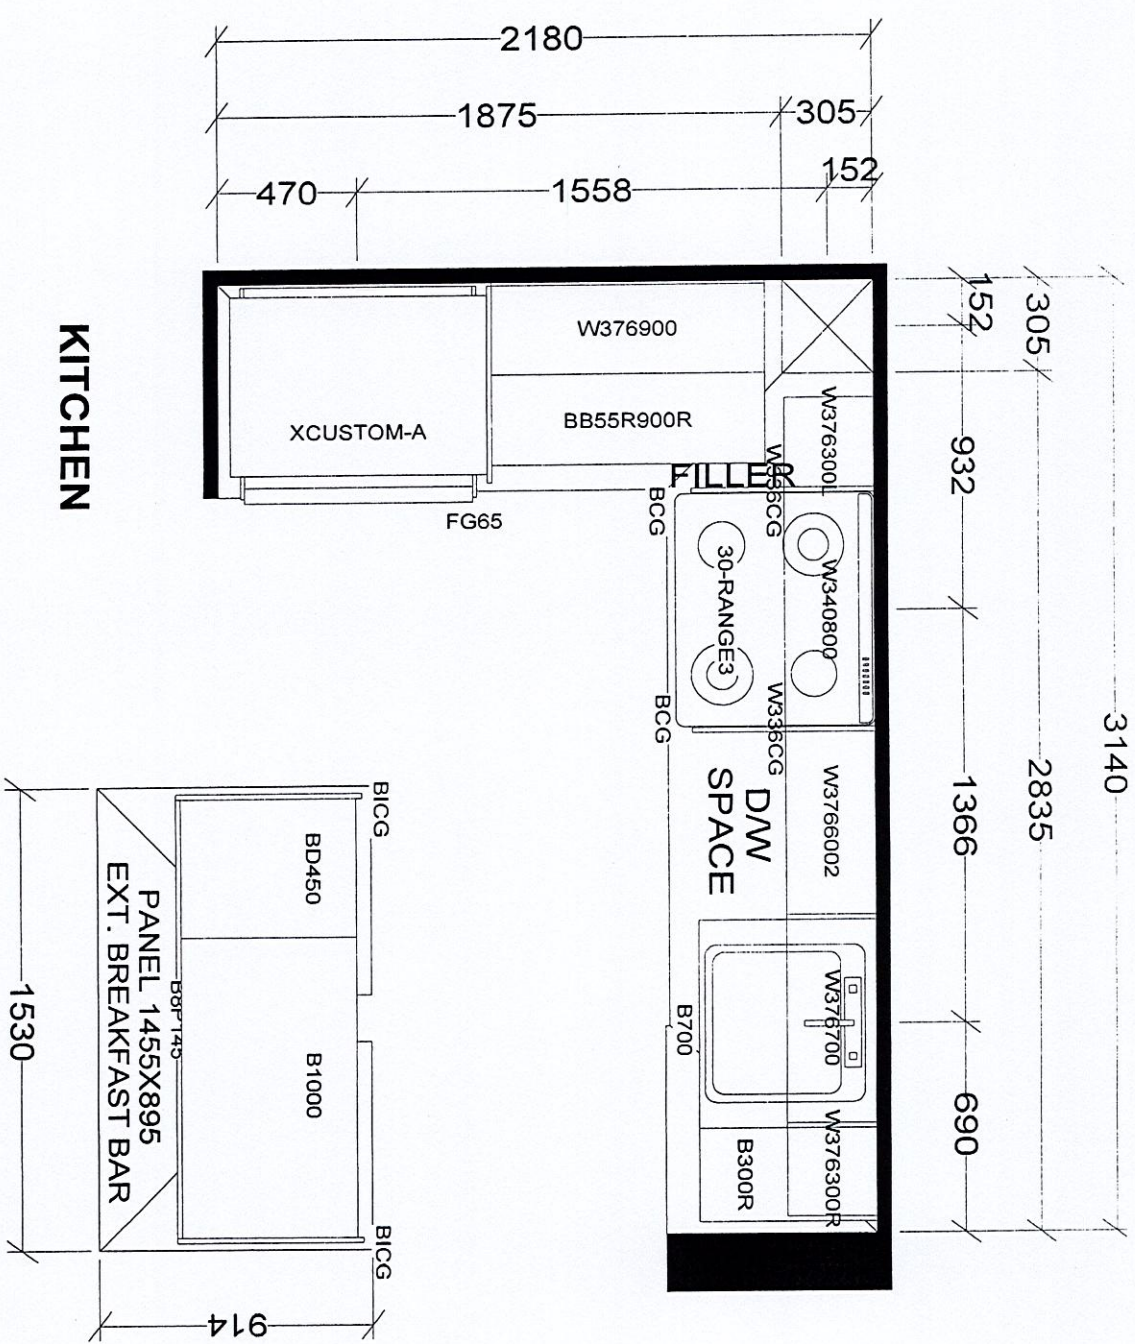 2180
1875
305
470
1558
152
152
305
3140
932
2835
1366
690
W376900
BB55R900R
XCUSTOM-A
FG65
FILLER
W376300L
W336CG
BCG
30-RANGE3
W340800
BCG
W336CG
D/W
SPACE
W3766002
B700
W376700
B300R
W376300R
KITCHEN
BICG
BD450
B1000
PANEL 1455X895
EXT. BREAKFAST BAR
BICG
1530
914